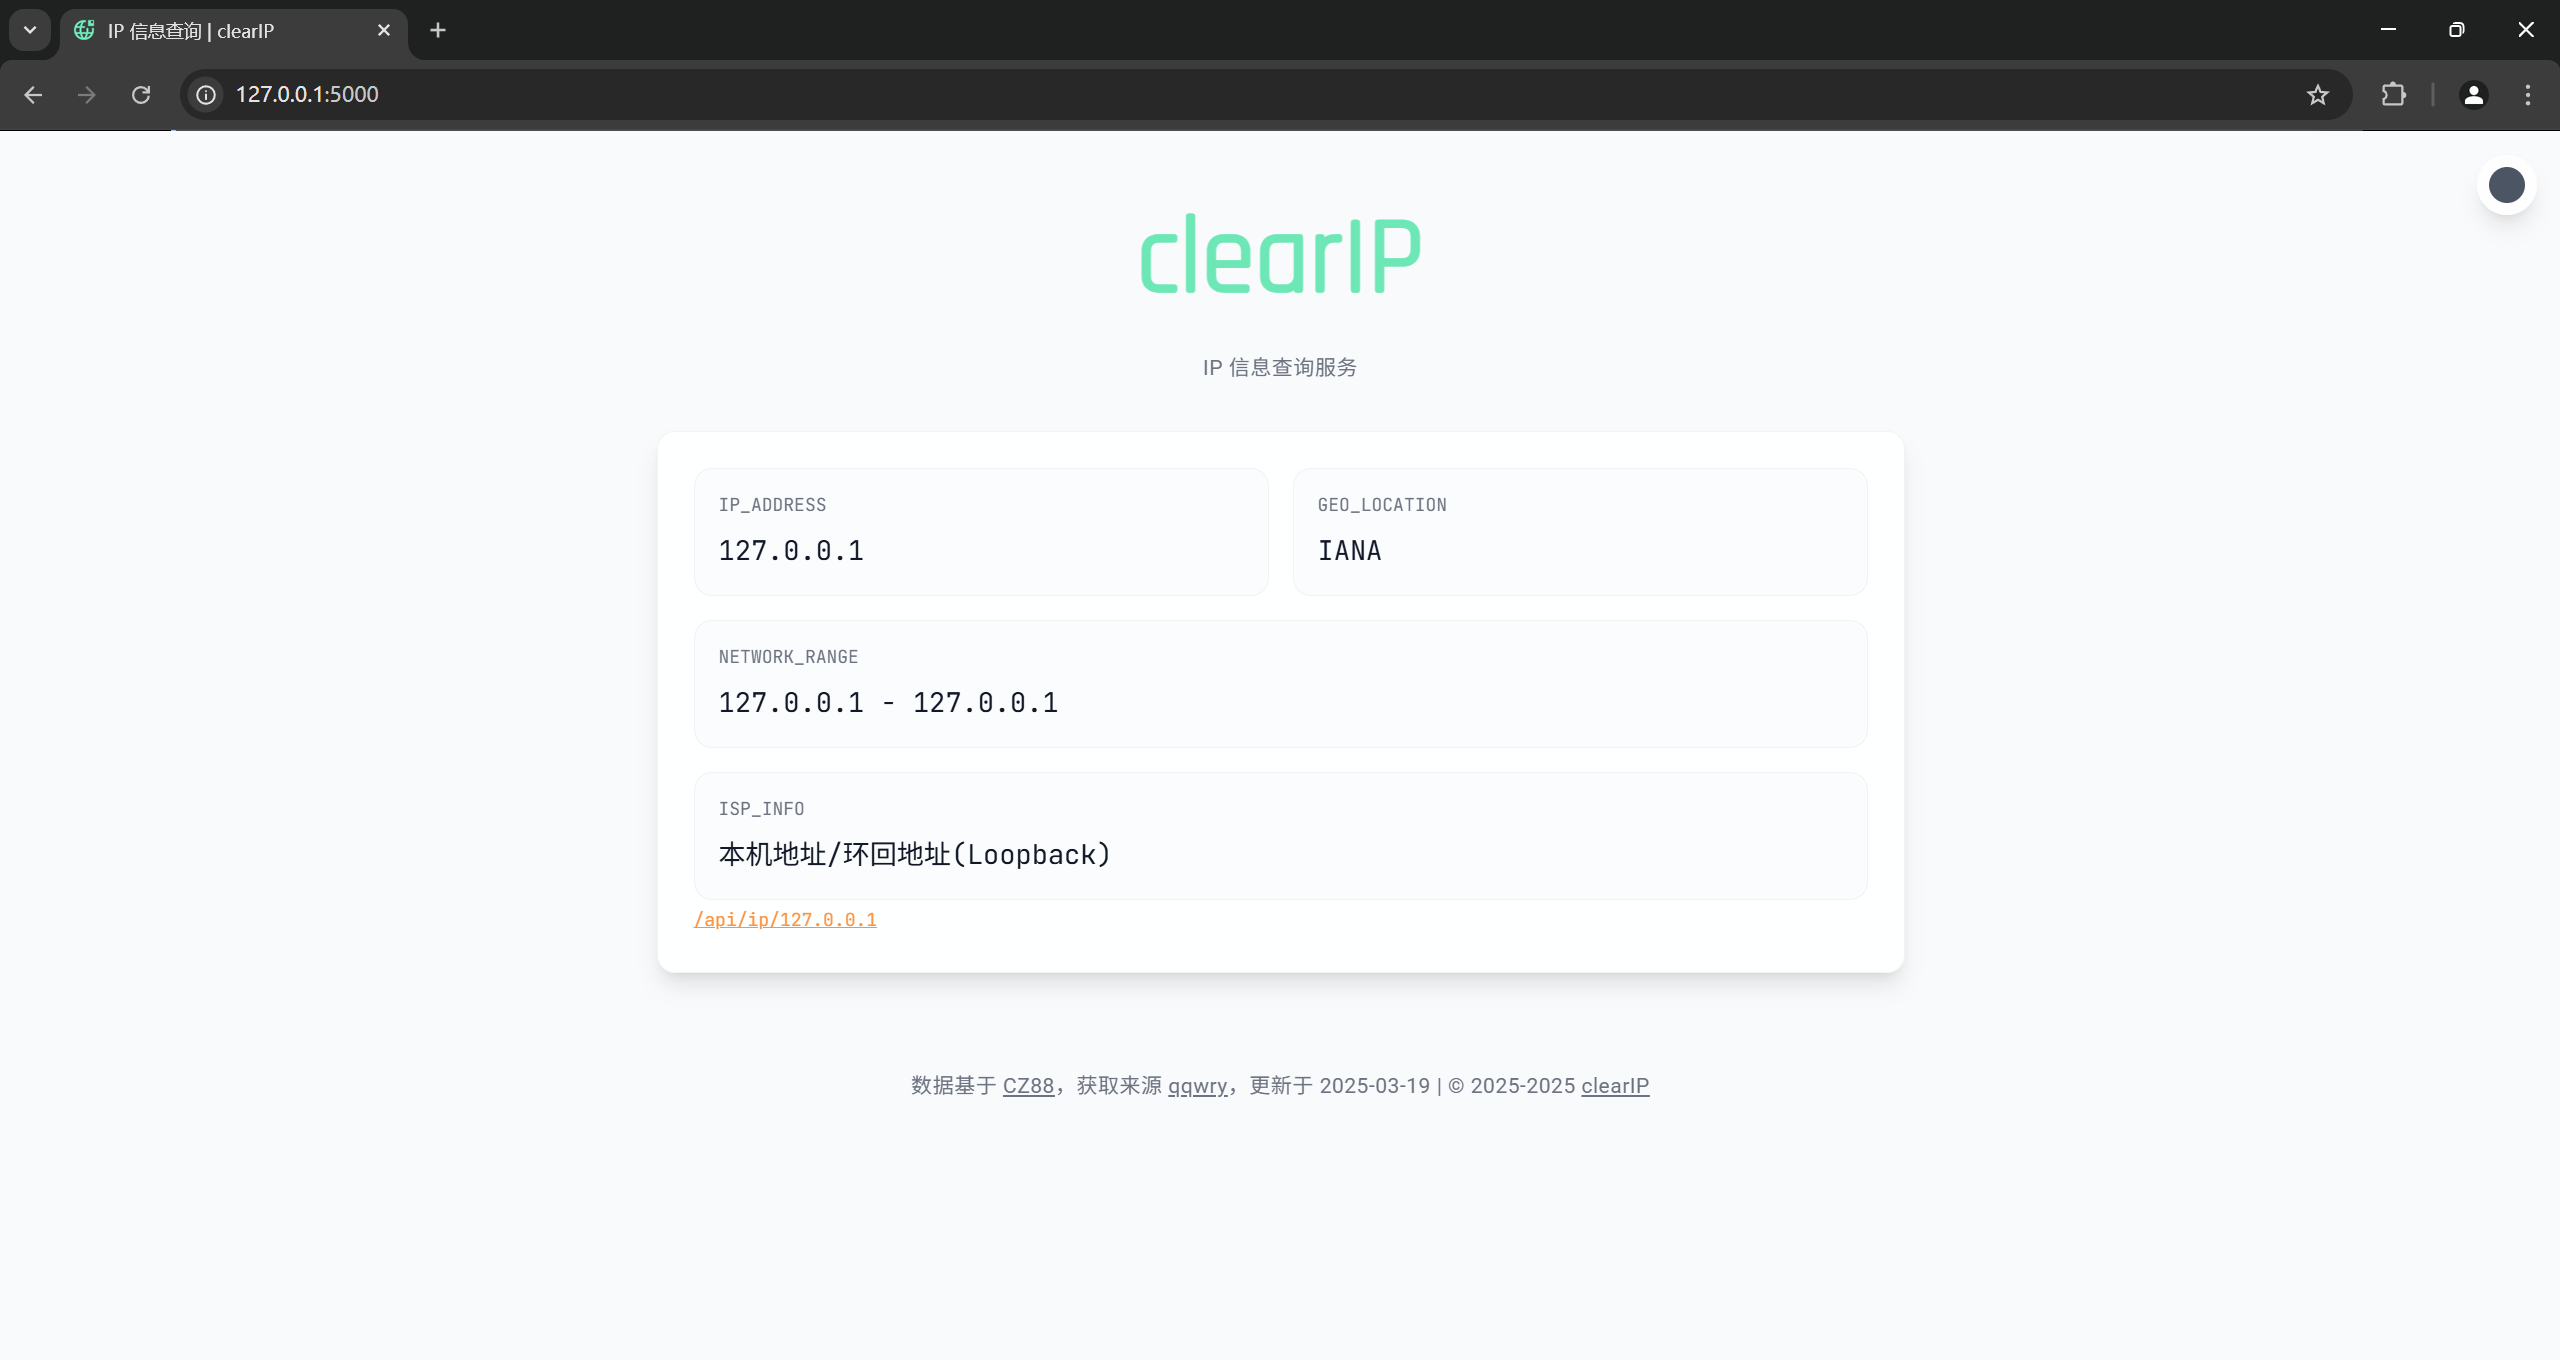 IP 信息查询 | clearIP
127.0.0.1:5000
clearIP
IP 信息查询服务
IP_ADDRESS
127.0.0.1
GEO_LOCATION
IANA
NETWORK_RANGE
127.0.0.1 - 127.0.0.1
ISP_INFO
本机地址/环回地址(Loopback)
/api/ip/127.0.0.1
数据基于 CZ88，获取来源 qqwry，更新于 2025-03-19 | © 2025-2025 clearIP